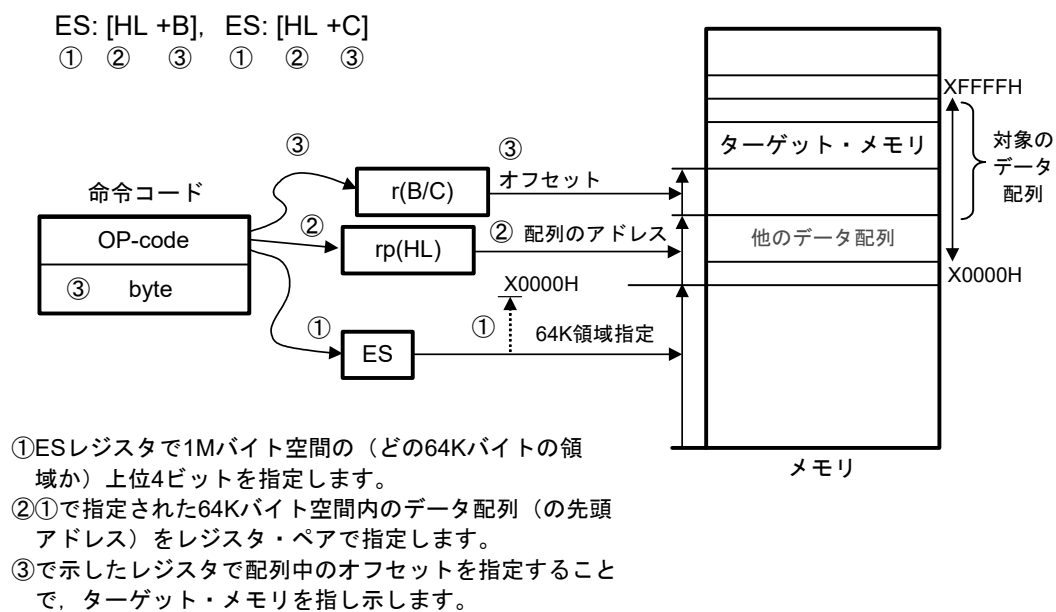 ES: [HL +B],  ES: [HL +C]
① ② ③ ① ② ③
XFFFFH
③
③
ターゲット・メモリ
対象の
データ
配列
命令コード
r(B/C)
オフセット
OP-code
②
rp(HL)
② 配列のアドレス
他のデータ配列
③ byte
X0000H
X0000H
①
ES
①
64K領域指定
メモリ
①ESレジスタで1Mバイト空間の（どの64Kバイトの領
域か）上位4ビットを指定します。
②①で指定された64Kバイト空間内のデータ配列（の先頭
アドレス）をレジスタ・ペアで指定します。
③で示したレジスタで配列中のオフセットを指定すること
で，ターゲット・メモリを指し示します。